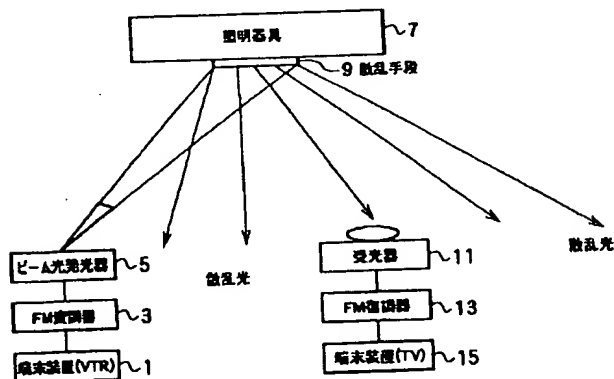 照明器具 7
9 散乱手段
ビーム光発光器 5
散乱光
受光器 11
散乱光
FM変調器 3
FM復調器 13
端末装置(VTR) 1
端末装置(TV) 15